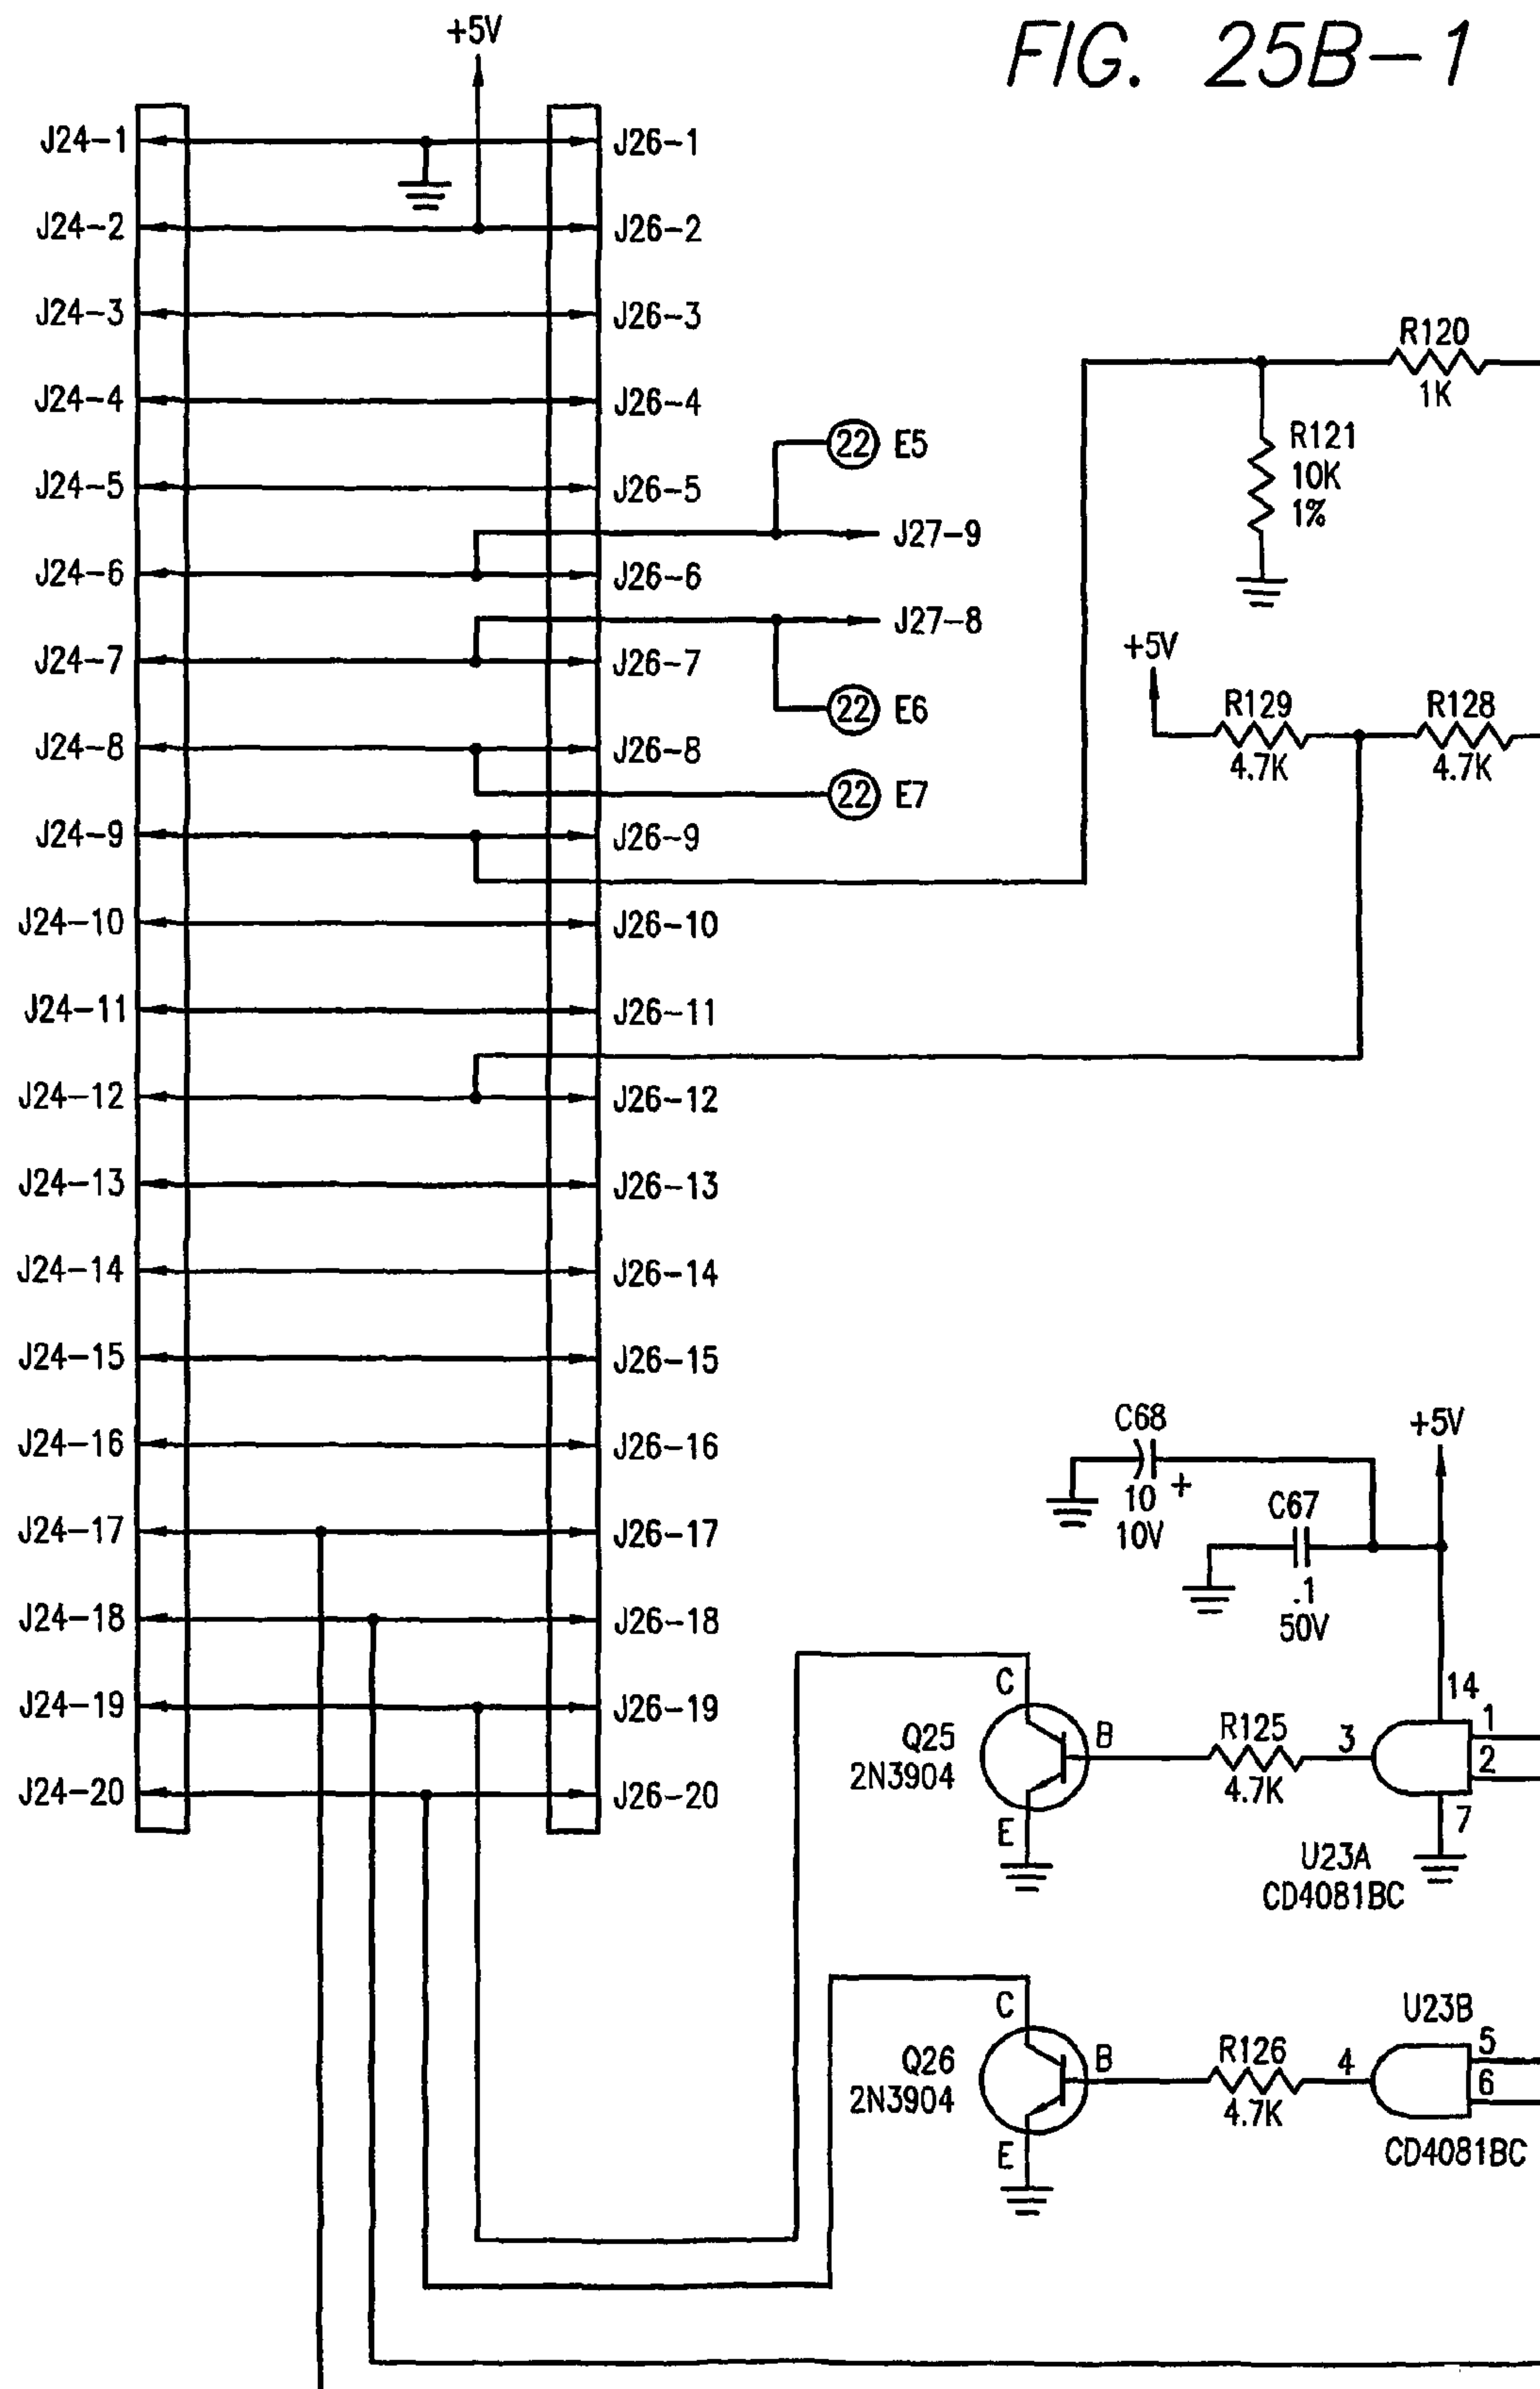 FIG. 25B-1
+5V
J24-1
J26-1
J24-2
J26-2
J24-3
J26-3
J24-4
J26-4
J24-5
J26-5
J24-6
J26-6
J24-7
J26-7
J24-8
J26-8
J24-9
J26-9
J24-10
J26-10
J24-11
J26-11
J24-12
J26-12
J24-13
J26-13
J24-14
J26-14
J24-15
J26-15
J24-16
J26-16
J24-17
J26-17
J24-18
J26-18
J24-19
J26-19
J24-20
J26-20
22 E5
J27-9
J27-8
22 E6
22 E7
R120
1K
R121
10K
1%
+5V
R129
4.7K
R128
4.7K
C68
10 +
10V
+5V
C67
.1
50V
C
Q25
2N3904
B
E
R125
4.7K
3
14
1
2
7
U23A
CD4081BC
C
Q26
2N3904
B
E
R126
4.7K
4
U23B
5
6
CD4081BC